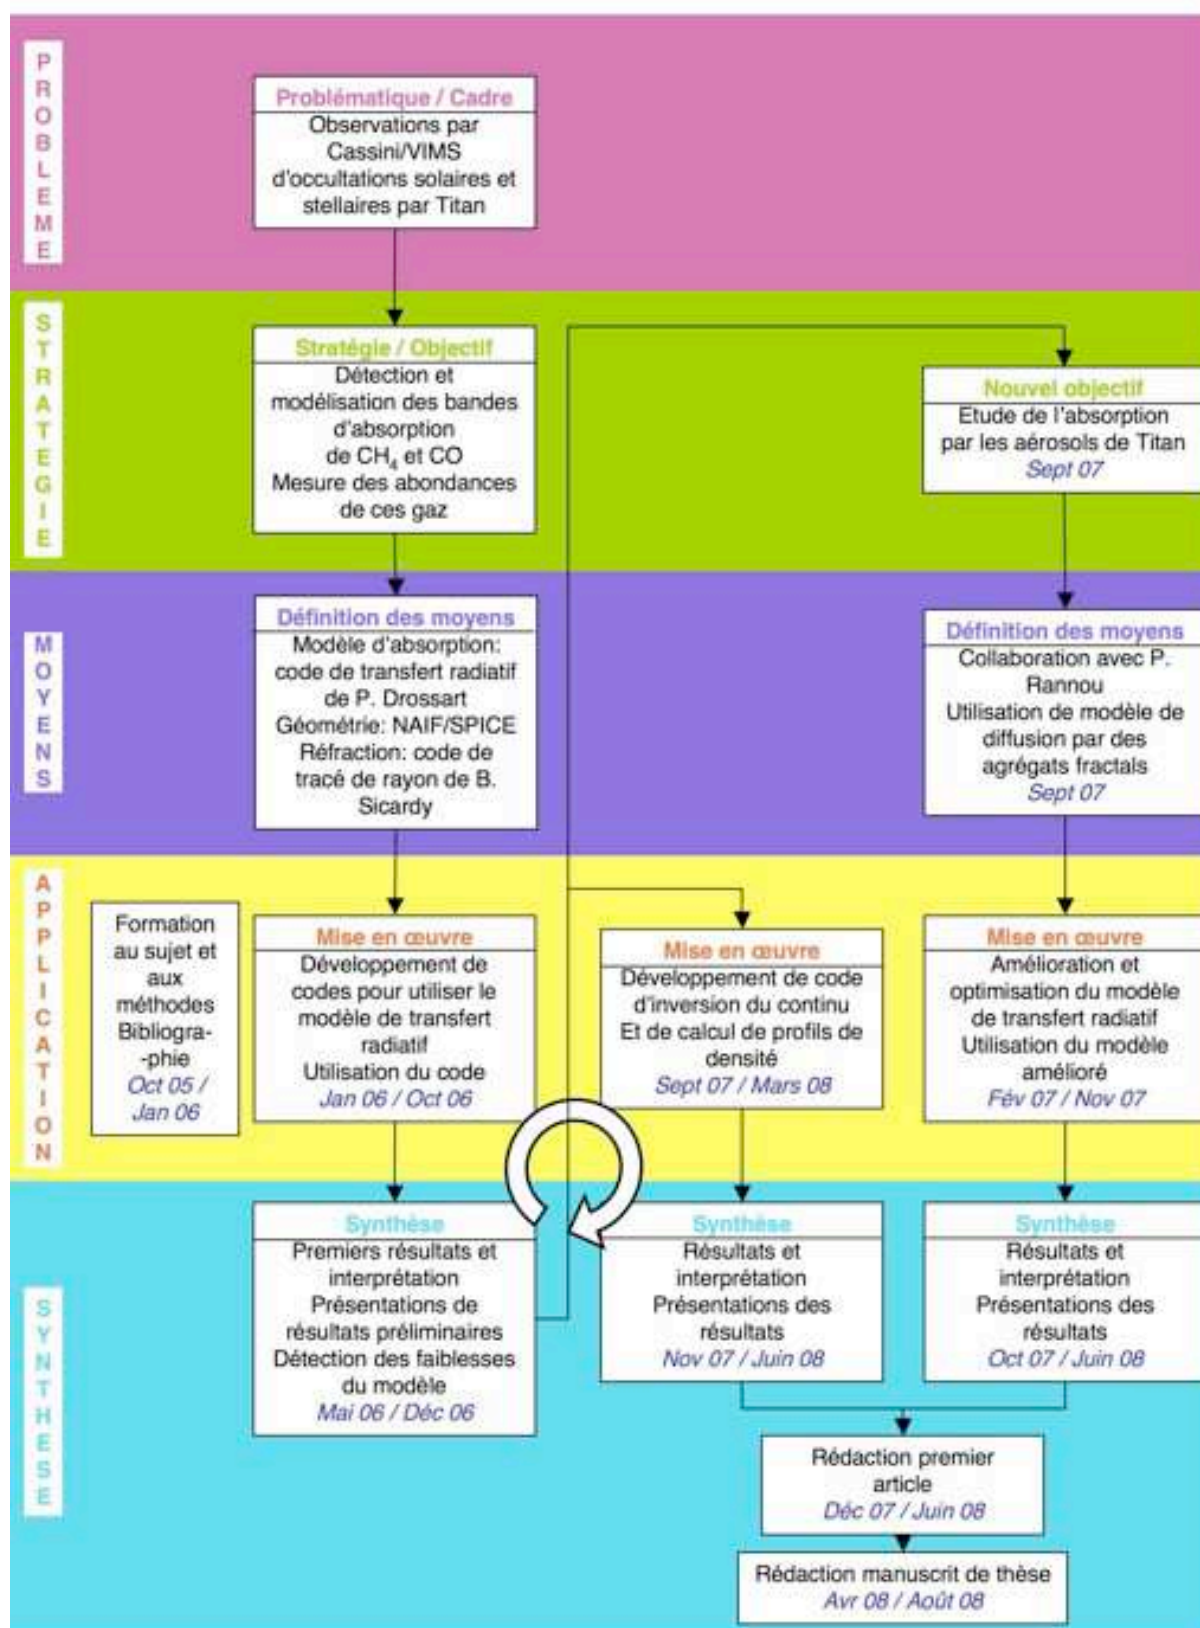 PROBLEME
Problématique / Cadre
Observations par
Cassini/VIMS
d'occultations solaires et
stellaires par Titan
STRATEGIE
Stratégie / Objectif
Détection et
modélisation des bandes
d'absorption
de CH₄ et CO
Mesure des abondances
de ces gaz
Nouvel objectif
Etude de l'absorption
par les aérosols de Titan
Sept 07
MOYENS
Définition des moyens
Modèle d'absorption:
code de transfert radiatif
de P. Drossart
Géométrie: NAIF/SPICE
Réfraction: code de
tracé de rayon de B.
Sicardy
Définition des moyens
Collaboration avec P.
Rannou
Utilisation de modèle de
diffusion par des
agrégats fractals
Sept 07
APPLICATION
Formation
au sujet et
aux
méthodes
Bibliogra-
-phie
Oct 05 /
Jan 06
Mise en œuvre
Développement de
codes pour utiliser le
modèle de transfert
radiatif
Utilisation du code
Jan 06 / Oct 06
Mise en œuvre
Développement de code
d'inversion du continu
Et de calcul de profils de
densité
Sept 07 / Mars 08
Mise en œuvre
Amélioration et
optimisation du modèle
de transfert radiatif
Utilisation du modèle
amélioré
Fév 07 / Nov 07
SYNTHESE
Synthèse
Premiers résultats et
interprétation
Présentations de
résultats préliminaires
Détection des faiblesses
du modèle
Mai 06 / Déc 06
Synthèse
Résultats et
interprétation
Présentations des
résultats
Nov 07 / Juin 08
Synthèse
Résultats et
interprétation
Présentations des
résultats
Oct 07 / Juin 08
Rédaction premier
article
Déc 07 / Juin 08
Rédaction manuscrit de thèse
Avr 08 / Août 08